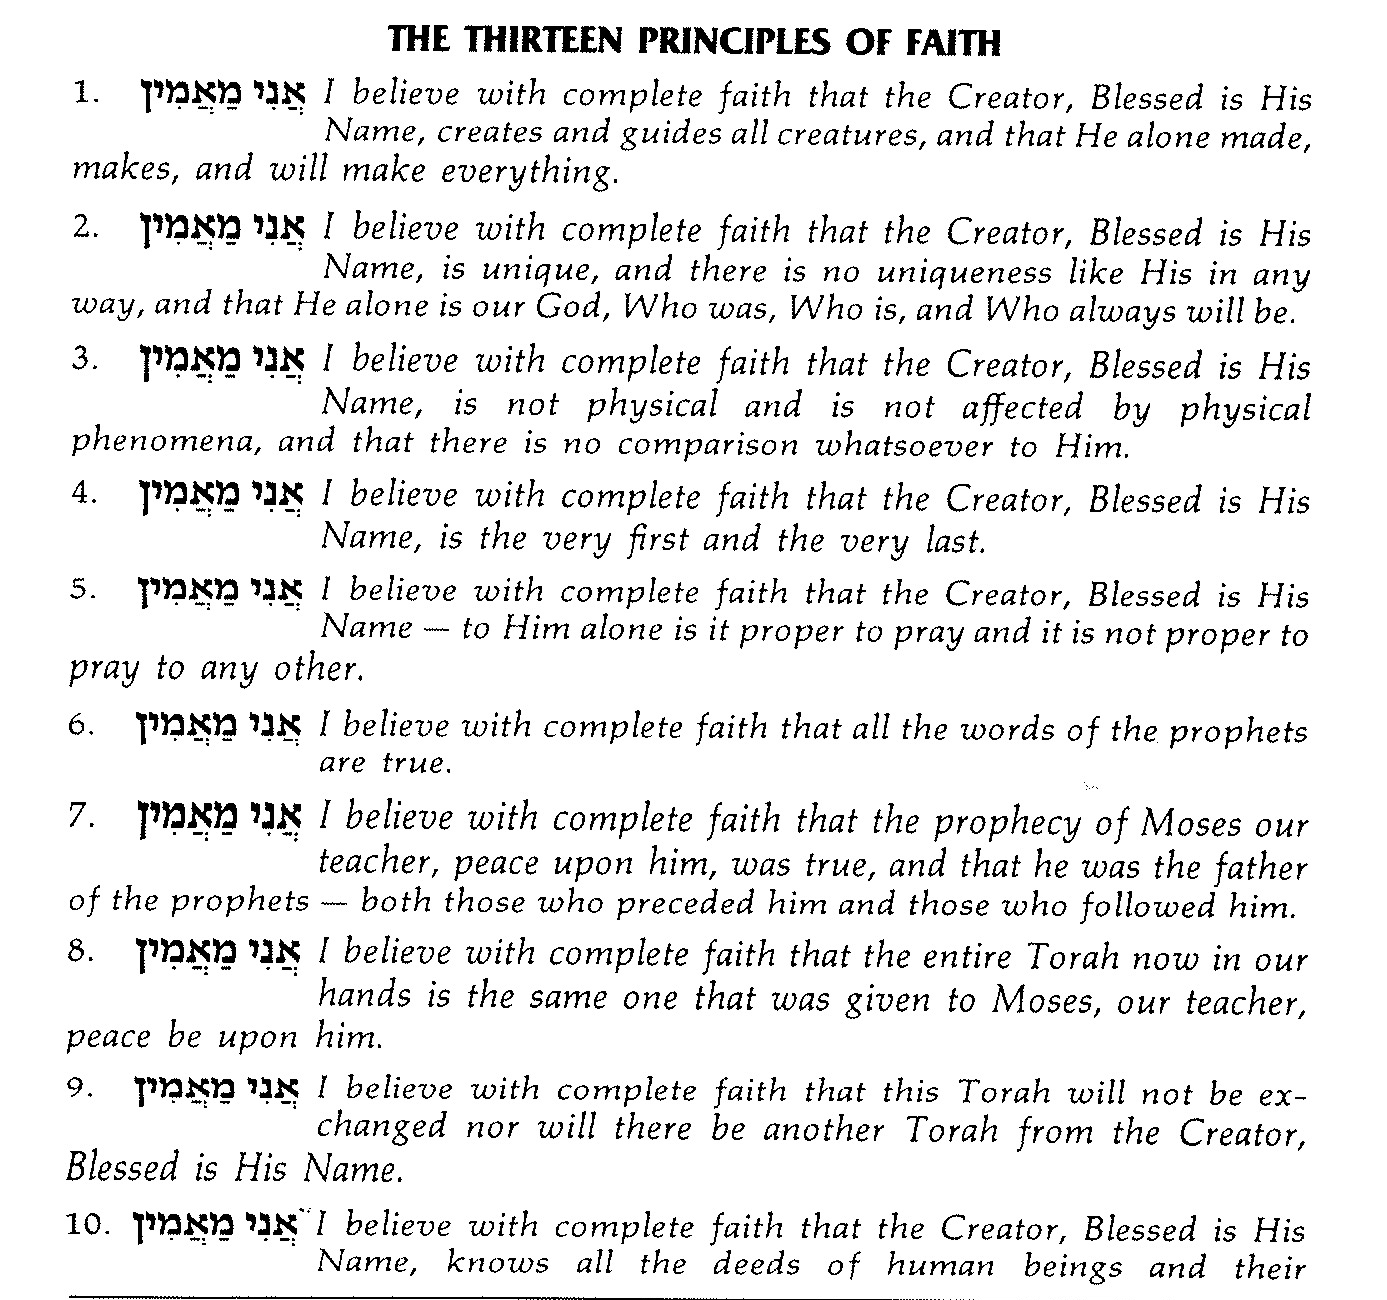 THE THIRTEEN PRINCIPLES OF FAITH
1. אֲנִי מַאֲמִין I believe with complete faith that the Creator, Blessed is His
Name, creates and guides all creatures, and that He alone made,
makes, and will make everything.
2. אֲנִי מַאֲמִין I believe with complete faith that the Creator, Blessed is His
Name, is unique, and there is no uniqueness like His in any
way, and that He alone is our God, Who was, Who is, and Who always will be.
3. אֲנִי מַאֲמִין I believe with complete faith that the Creator, Blessed is His
Name, is not physical and is not affected by physical
phenomena, and that there is no comparison whatsoever to Him.
4. אֲנִי מַאֲמִין I believe with complete faith that the Creator, Blessed is His
Name, is the very first and the very last.
5. אֲנִי מַאֲמִין I believe with complete faith that the Creator, Blessed is His
Name — to Him alone is it proper to pray and it is not proper to
pray to any other.
6. אֲנִי מַאֲמִין I believe with complete faith that all the words of the prophets
are true.
7. אֲנִי מַאֲמִין I believe with complete faith that the prophecy of Moses our
teacher, peace upon him, was true, and that he was the father
of the prophets — both those who preceded him and those who followed him.
8. אֲנִי מַאֲמִין I believe with complete faith that the entire Torah now in our
hands is the same one that was given to Moses, our teacher,
peace be upon him.
9. אֲנִי מַאֲמִין I believe with complete faith that this Torah will not be ex-
changed nor will there be another Torah from the Creator,
Blessed is His Name.
10. אֲנִי מַאֲמִין I believe with complete faith that the Creator, Blessed is His
Name, knows all the deeds of human beings and their